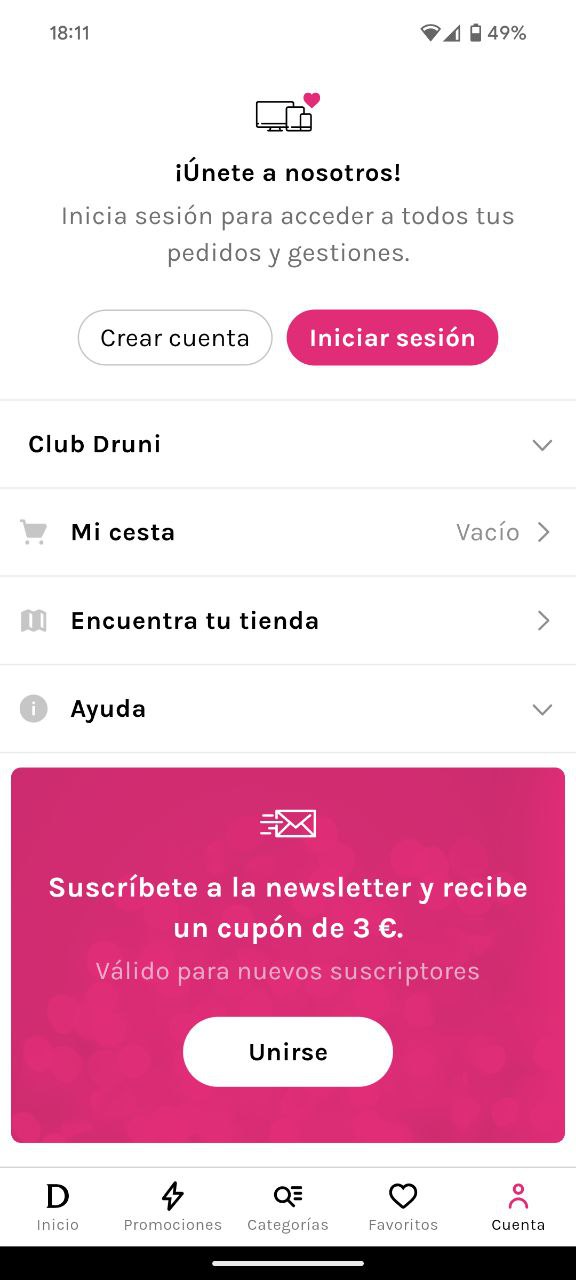 18:11
49%
¡Únete a nosotros!
Inicia sesión para acceder a todos tus
pedidos y gestiones.
Crear cuenta
Iniciar sesión
Club Druni
Mi cesta
Vacío
Encuentra tu tienda
Ayuda
Suscríbete a la newsletter y recibe
un cupón de 3 €.
Válido para nuevos suscriptores
Unirse
D
Inicio
Promociones
Categorías
Favoritos
Cuenta